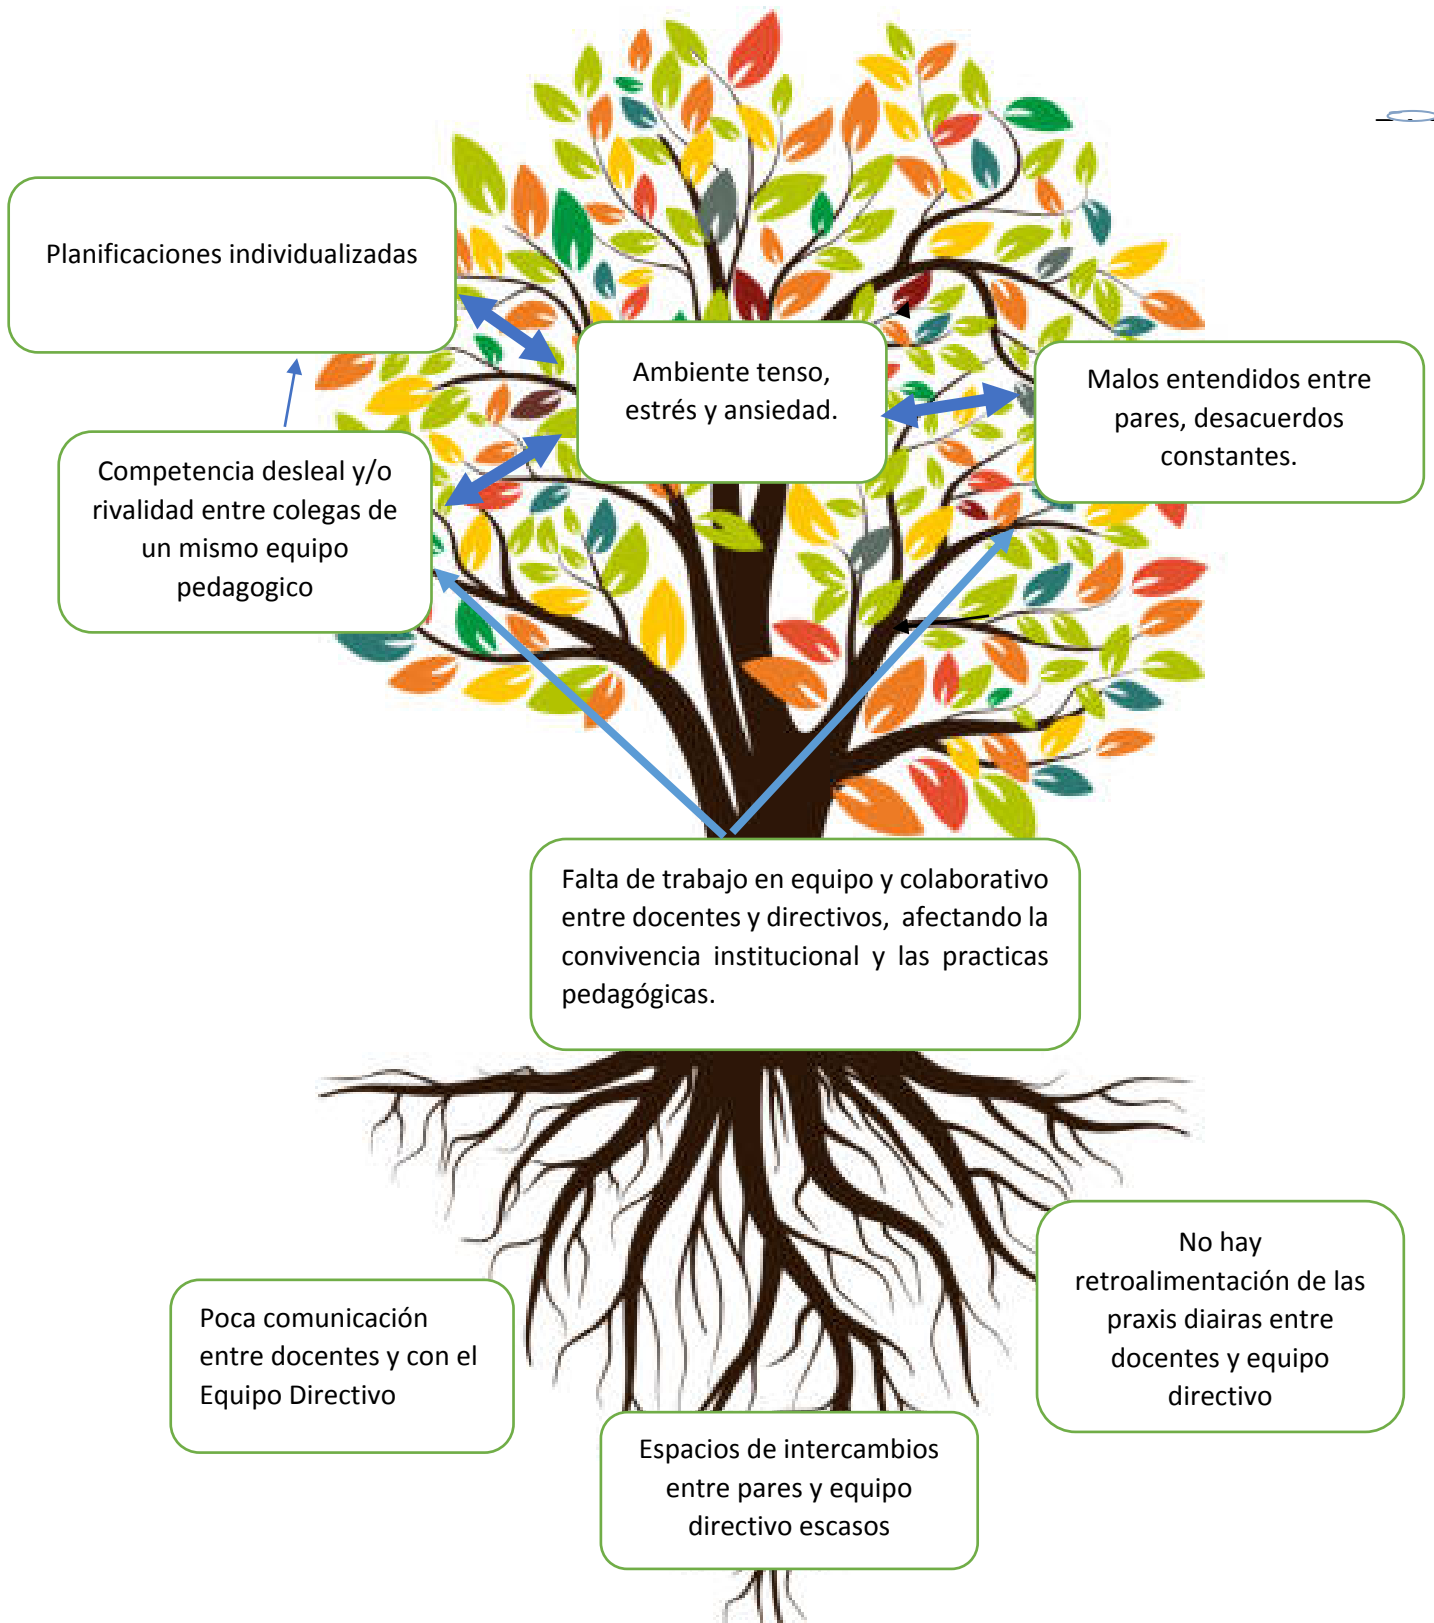 Planificaciones individualizadas
Ambiente tenso,
estrés y ansiedad.
Malos entendidos entre
pares, desacuerdos
constantes.
Competencia desleal y/o
rivalidad entre colegas de
un mismo equipo
pedagogico
Falta de trabajo en equipo y colaborativo
entre docentes y directivos, afectando la
convivencia institucional y las practicas
pedagógicas.
No hay
retroalimentación de las
praxis diairas entre
docentes y equipo
directivo
Poca comunicación
entre docentes y con el
Equipo Directivo
Espacios de intercambios
entre pares y equipo
directivo escasos